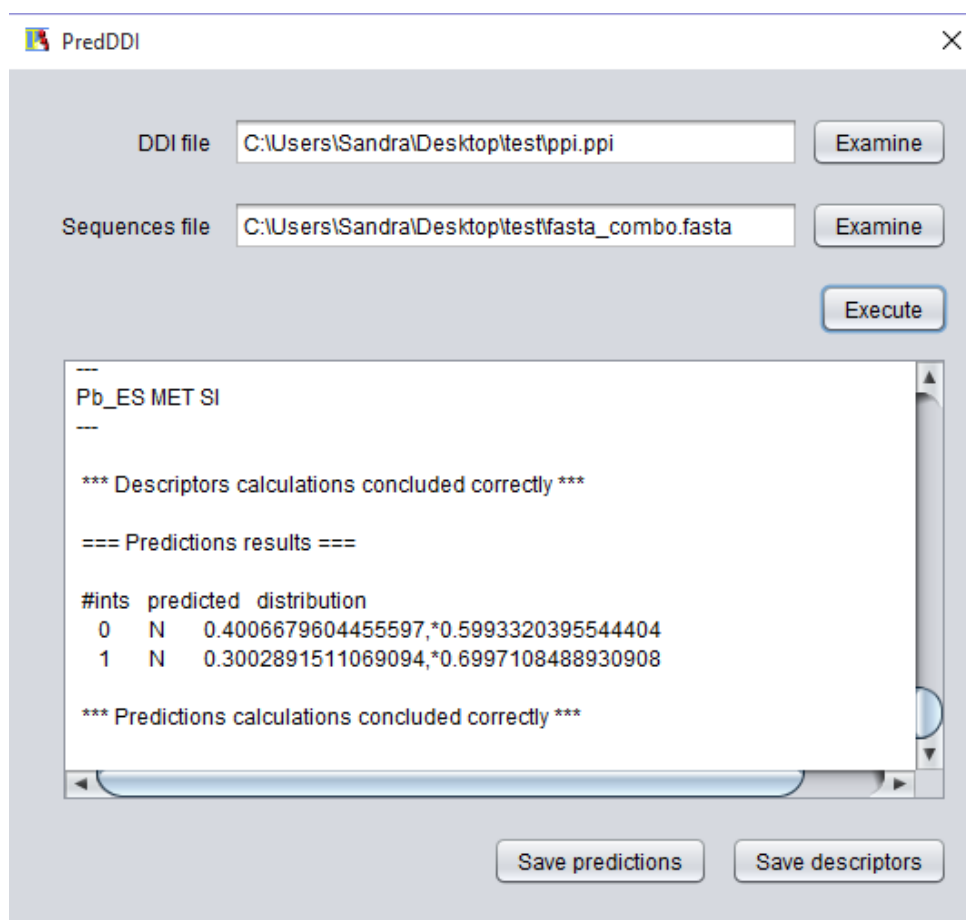 PredDDI
DDI file C:\Users\Sandra\Desktop\test\ppi.ppi Examine
Sequences file C:\Users\Sandra\Desktop\test\fasta_combo.fasta Examine
Execute
---
Pb_ES MET SI
---
*** Descriptors calculations concluded correctly ***
=== Predictions results ===
#ints predicted distribution
0 N 0.4006679604455597,*0.5993320395544404
1 N 0.3002891511069094,*0.6997108488930908
*** Predictions calculations concluded correctly ***
Save predictions Save descriptors